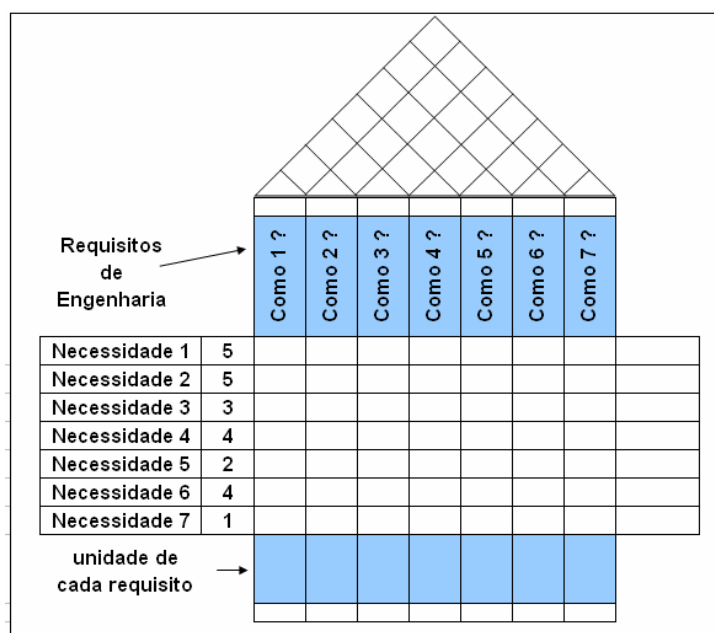 Requisitos
de
Engenharia
Como 1 ?
Como 2 ?
Como 3 ?
Como 4 ?
Como 5 ?
Como 6 ?
Como 7 ?
Necessidade 1 5
Necessidade 2 5
Necessidade 3 3
Necessidade 4 4
Necessidade 5 2
Necessidade 6 4
Necessidade 7 1
unidade de
cada requisito